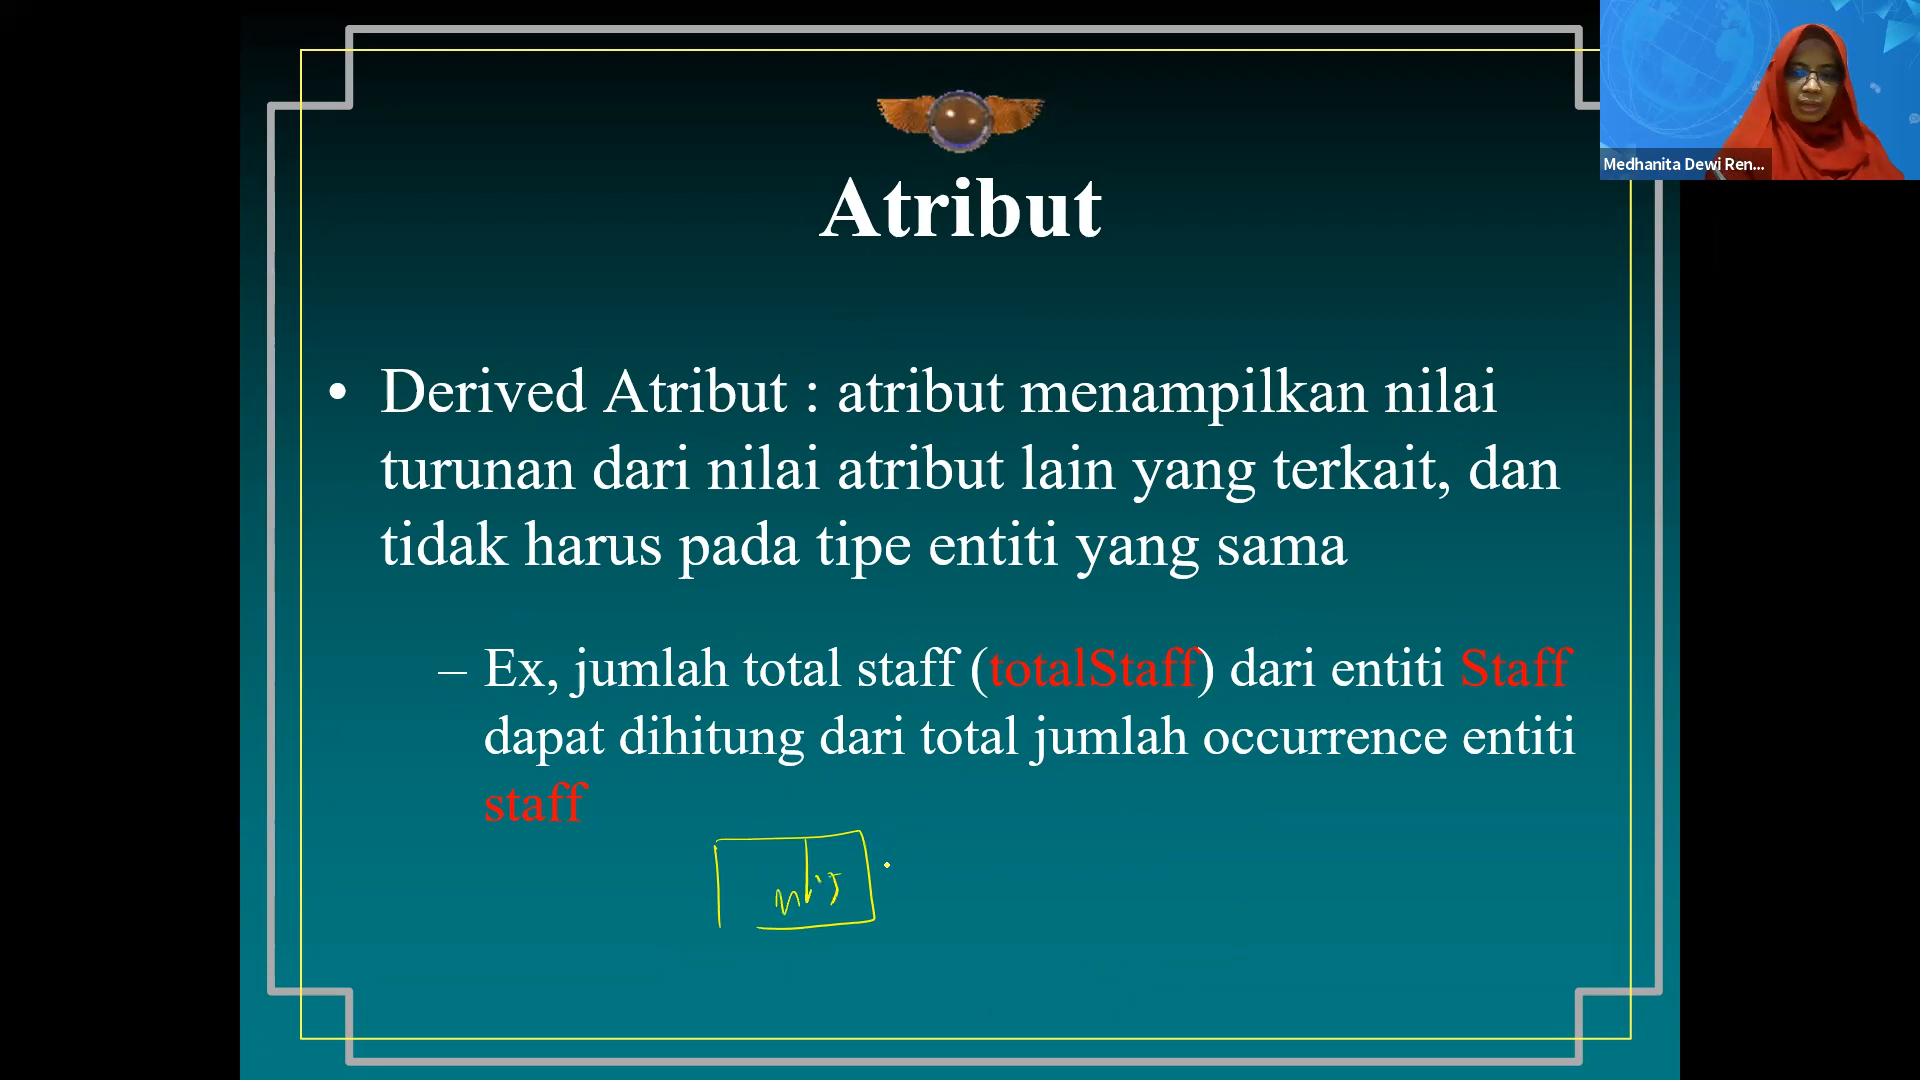 Medhanita Dewi Ren...
Atribut
• Derived Atribut : atribut menampilkan nilai
turunan dari nilai atribut lain yang terkait, dan
tidak harus pada tipe entiti yang sama
– Ex, jumlah total staff (totalStaff) dari entiti Staff
dapat dihitung dari total jumlah occurrence entiti
staff